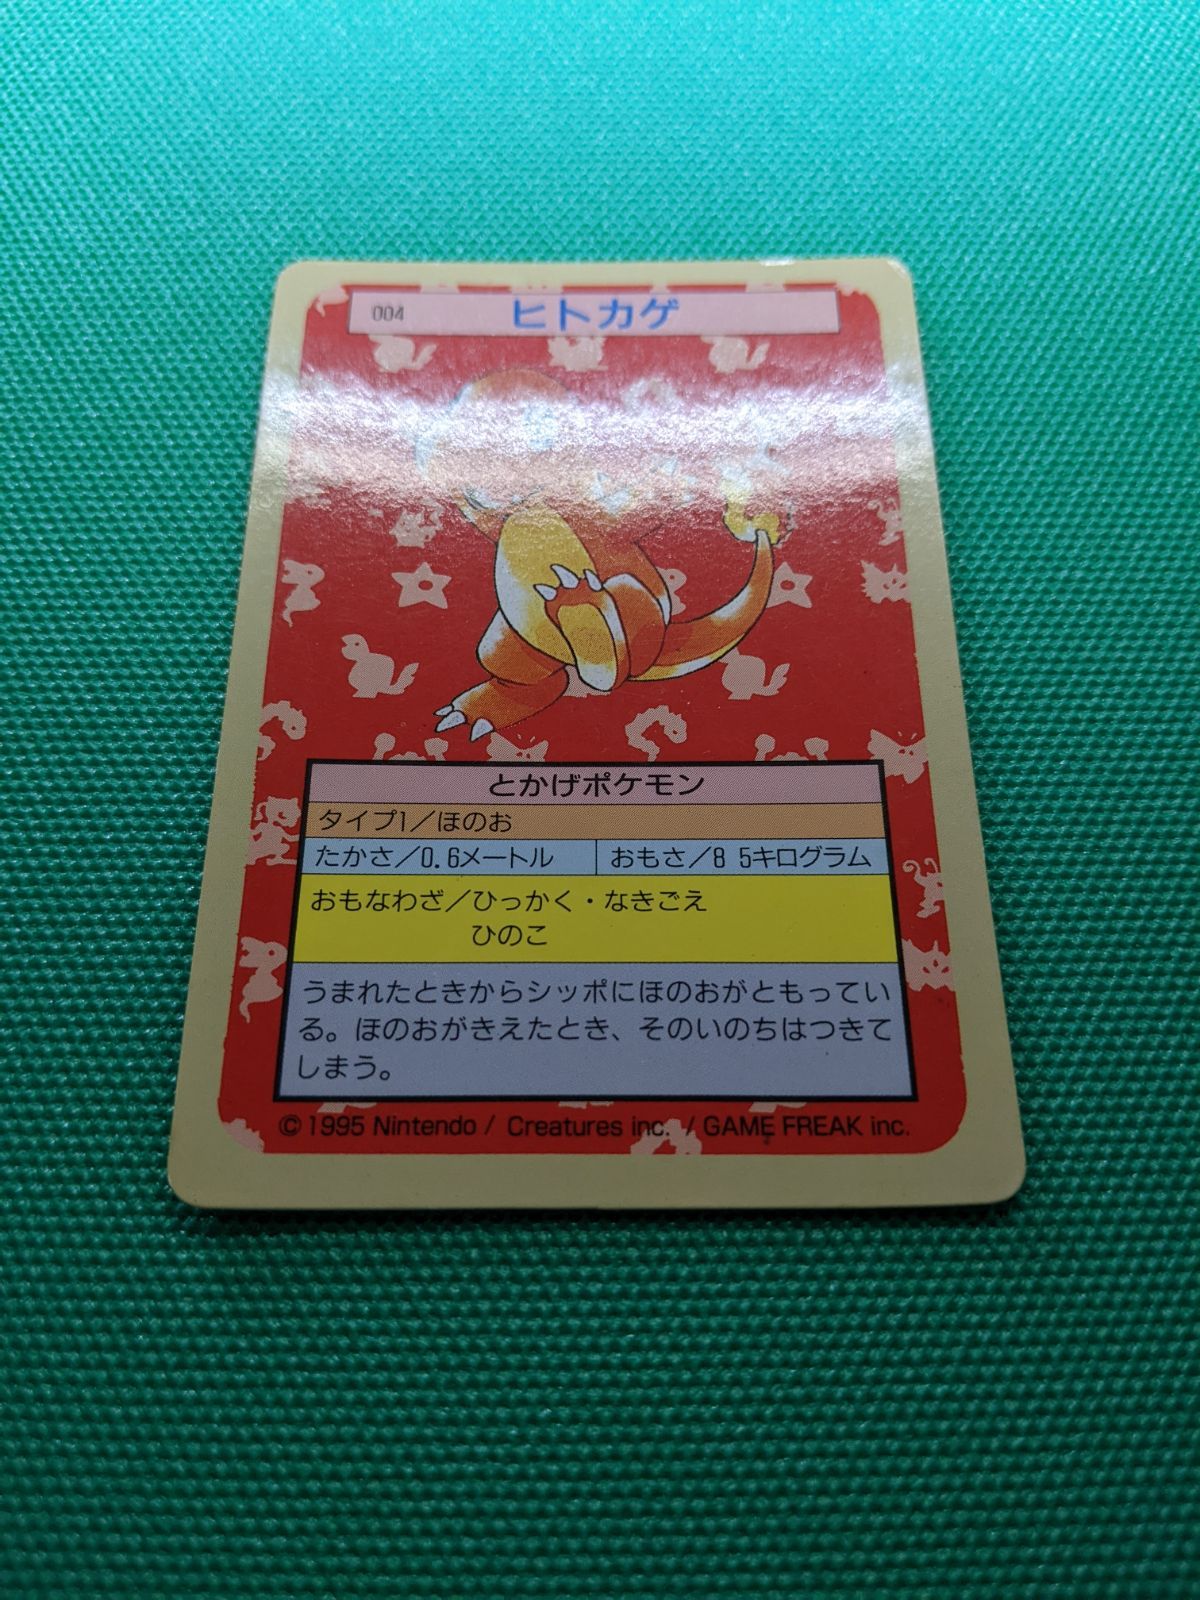 004 ヒトカゲ
とかげポケモン
タイプ1／ほのお
たかさ／0.6メートル おもさ／8 5キログラム
おもなわざ／ひっかく・なきごえ
ひのこ
うまれたときからシッポにほのおがともってい
る。ほのおがきえたとき、そのいのちはつきて
しまう。
© 1995 Nintendo / Creatures inc. / GAME FREAK inc.